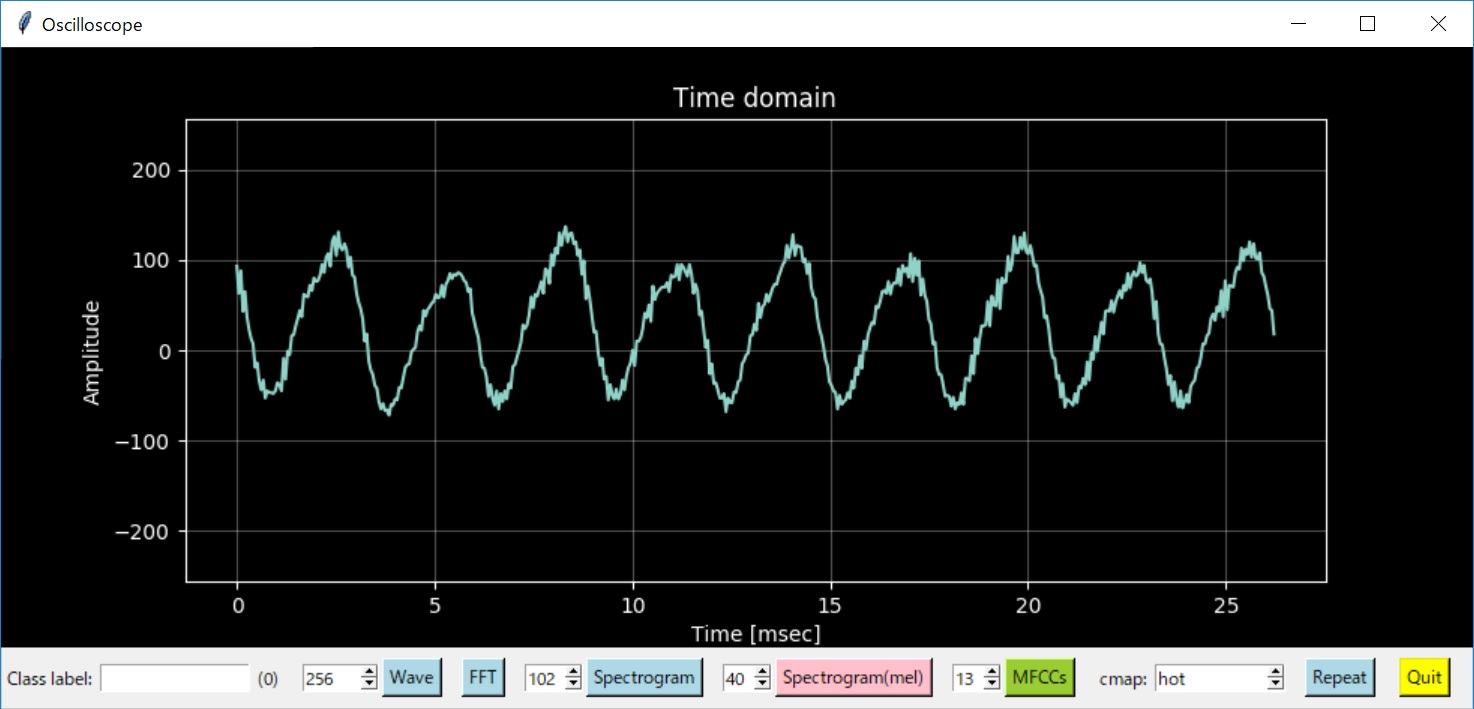 Oscilloscope
Time domain
200
100
0
−100
−200
Amplitude
0 5 10 15 20 25
Time [msec]
Class label: (0) 256 Wave FFT 102 Spectrogram 40 Spectrogram(mel) 13 MFCCs cmap: hot Repeat Quit